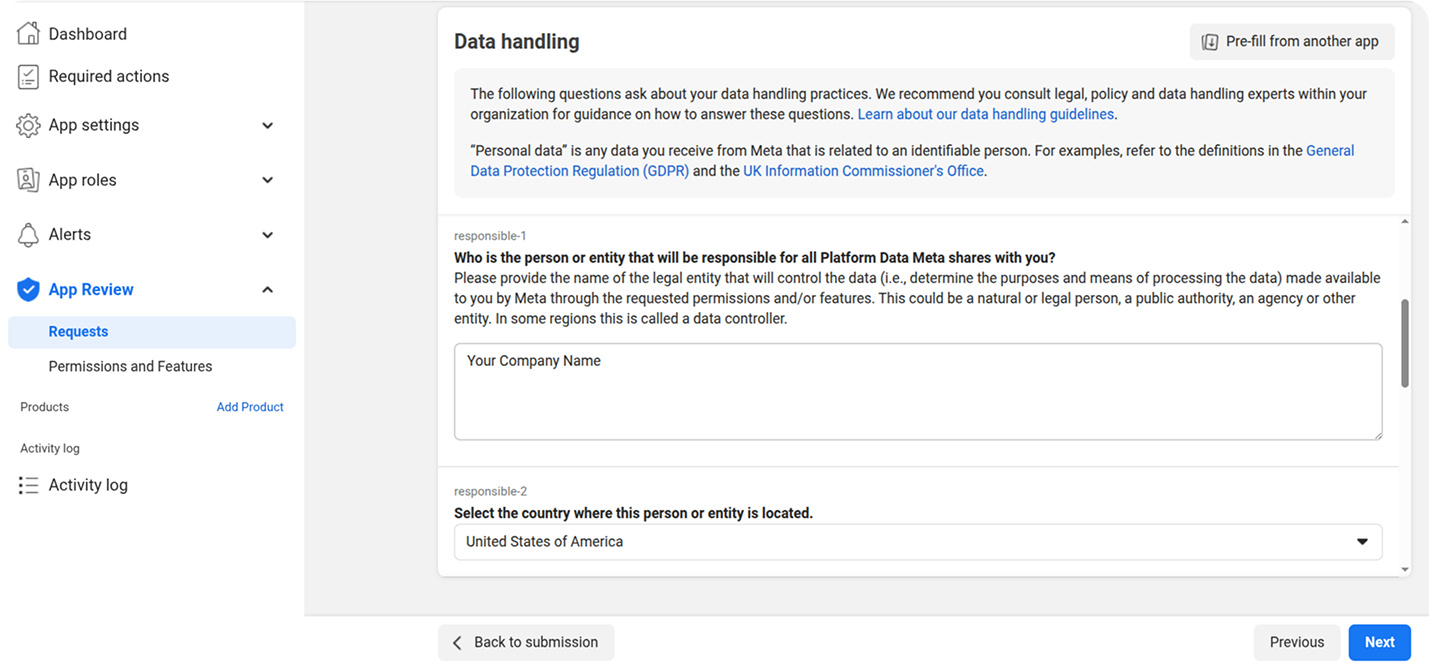 Dashboard
Required actions
App settings
App roles
Alerts
App Review
Requests
Permissions and Features
Products
Add Product
Activity log
Activity log
Data handling
Pre-fill from another app
The following questions ask about your data handling practices. We recommend you consult legal, policy and data handling experts within your
organization for guidance on how to answer these questions. Learn about our data handling guidelines.
“Personal data” is any data you receive from Meta that is related to an identifiable person. For examples, refer to the definitions in the General
Data Protection Regulation (GDPR) and the UK Information Commissioner's Office.
responsible-1
Who is the person or entity that will be responsible for all Platform Data Meta shares with you?
Please provide the name of the legal entity that will control the data (i.e., determine the purposes and means of processing the data) made available
to you by Meta through the requested permissions and/or features. This could be a natural or legal person, a public authority, an agency or other
entity. In some regions this is called a data controller.
Your Company Name
responsible-2
Select the country where this person or entity is located.
United States of America
Back to submission
Previous
Next